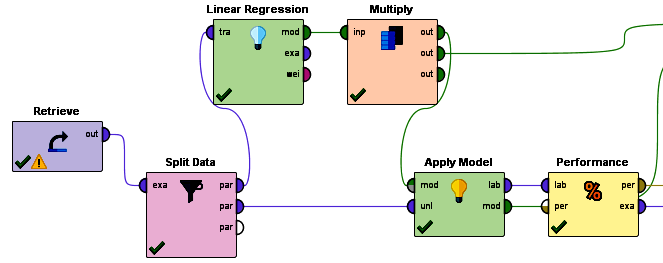 Linear Regression
Multiply
tra
mod
exa
wei
inp
out
out
out
Retrieve
out
Split Data
exa
par
par
par
Apply Model
mod
unl
lab
mod
Performance
lab
per
per
exa
%